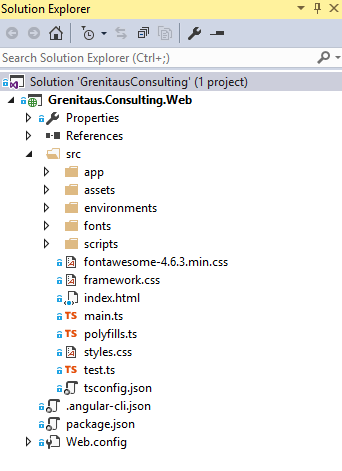 Solution Explorer
Search Solution Explorer (Ctrl+;)
Solution 'GrenitausConsulting' (1 project)
Grenitaus.Consulting.Web
Properties
References
src
app
assets
environments
fonts
scripts
fontawesome-4.6.3.min.css
framework.css
index.html
TS main.ts
TS polyfills.ts
styles.css
TS test.ts
tsconfig.json
.angular-cli.json
package.json
Web.config